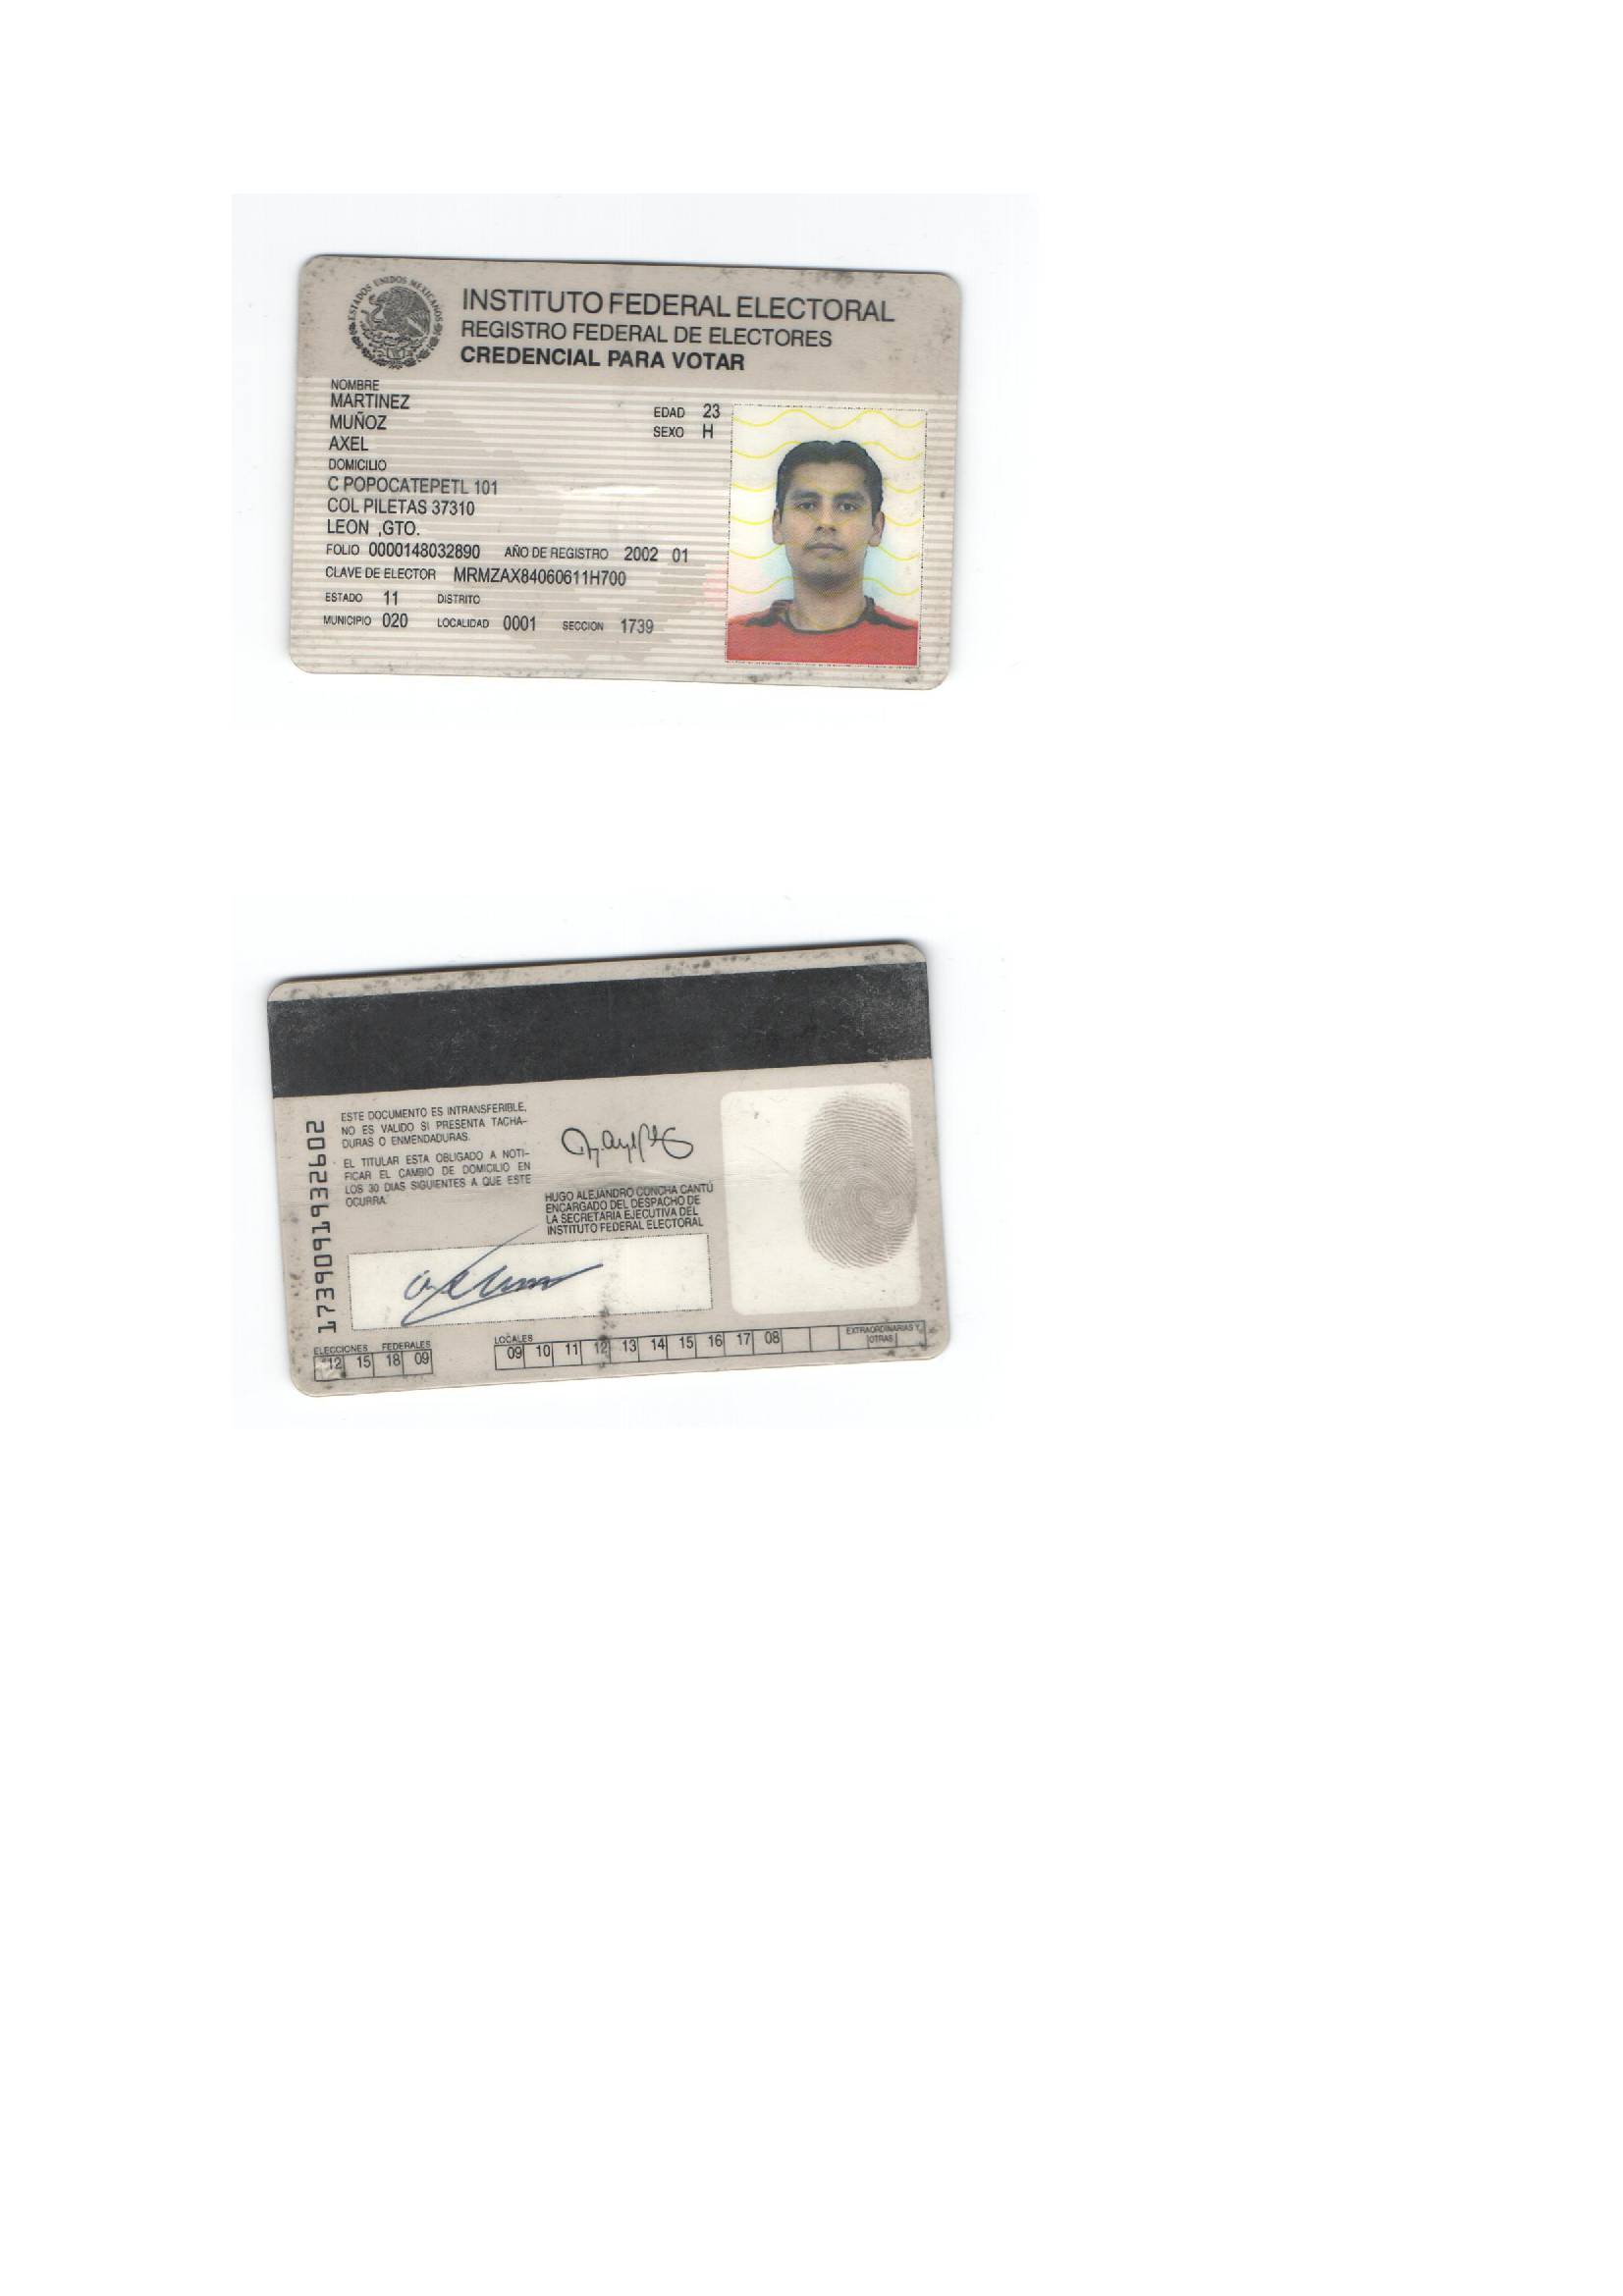 ESTADOS UNIDOS MEXICANOS
INSTITUTO FEDERAL ELECTORAL
REGISTRO FEDERAL DE ELECTORES
CREDENCIAL PARA VOTAR
NOMBRE
MARTINEZ
MUÑOZ
AXEL
EDAD 23
SEXO H
DOMICILIO
C POPOCATEPETL 101
COL PILETAS 37310
LEON ,GTO.
FOLIO 0000148032890 AÑO DE REGISTRO 2002 01
CLAVE DE ELECTOR MRMZAX84060611H700
ESTADO 11 DISTRITO
MUNICIPIO 020 LOCALIDAD 0001 SECCION 1739
1739091932602
ESTE DOCUMENTO ES INTRANSFERIBLE,
NO ES VALIDO SI PRESENTA TACHA-
DURAS O ENMENDADURAS.
EL TITULAR ESTA OBLIGADO A NOTI-
FICAR EL CAMBIO DE DOMICILIO EN
LOS 30 DIAS SIGUIENTES A QUE ESTE
OCURRA.
HUGO ALEJANDRO CONCHA CANTÚ
ENCARGADO DEL DESPACHO DE
LA SECRETARIA EJECUTIVA DEL
INSTITUTO FEDERAL ELECTORAL
ELECCIONES FEDERALES
12 15 18 09
LOCALES
09 10 11 12 13 14 15 16 17 08
EXTRAORDINARIAS Y
OTRAS